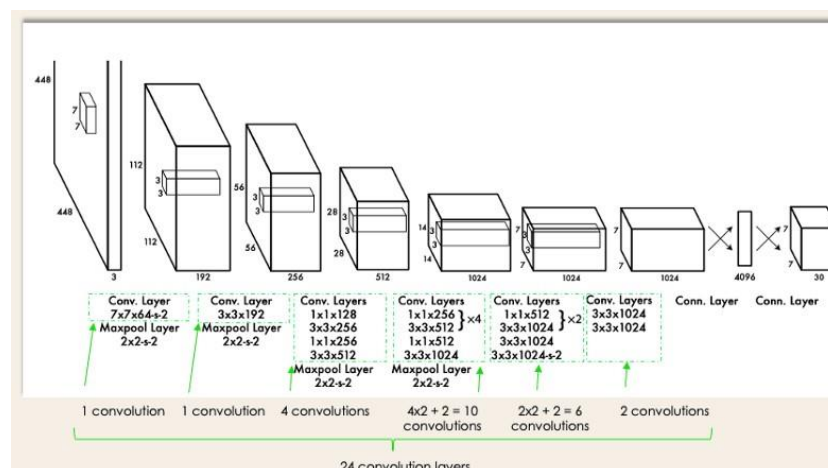 448
7
7
448
3
112
3
3
112
192
56
3
3
56
256
28
3
3
28
512
14
3
3
14
1024
7
3
3
7
1024
7
7
1024
4096
7
7
30
Conn. Layer
Conn. Layer
Conv. Layer
7x7x64-s-2
Maxpool Layer
2x2-s-2
Conv. Layer
3x3x192
Maxpool Layer
2x2-s-2
Conv. Layers
1x1x128
3x3x256
1x1x256
3x3x512
Maxpool Layer
2x2-s-2
Conv. Layers
1x1x256
3x3x512
}×4
1x1x512
3x3x1024
Maxpool Layer
2x2-s-2
Conv. Layers
1x1x512
3x3x1024
}×2
3x3x1024
3x3x1024-s-2
Conv. Layers
3x3x1024
3x3x1024
1 convolution
1 convolution
4 convolutions
4x2 + 2 = 10
convolutions
2x2 + 2 = 6
convolutions
2 convolutions
24 convolution layers